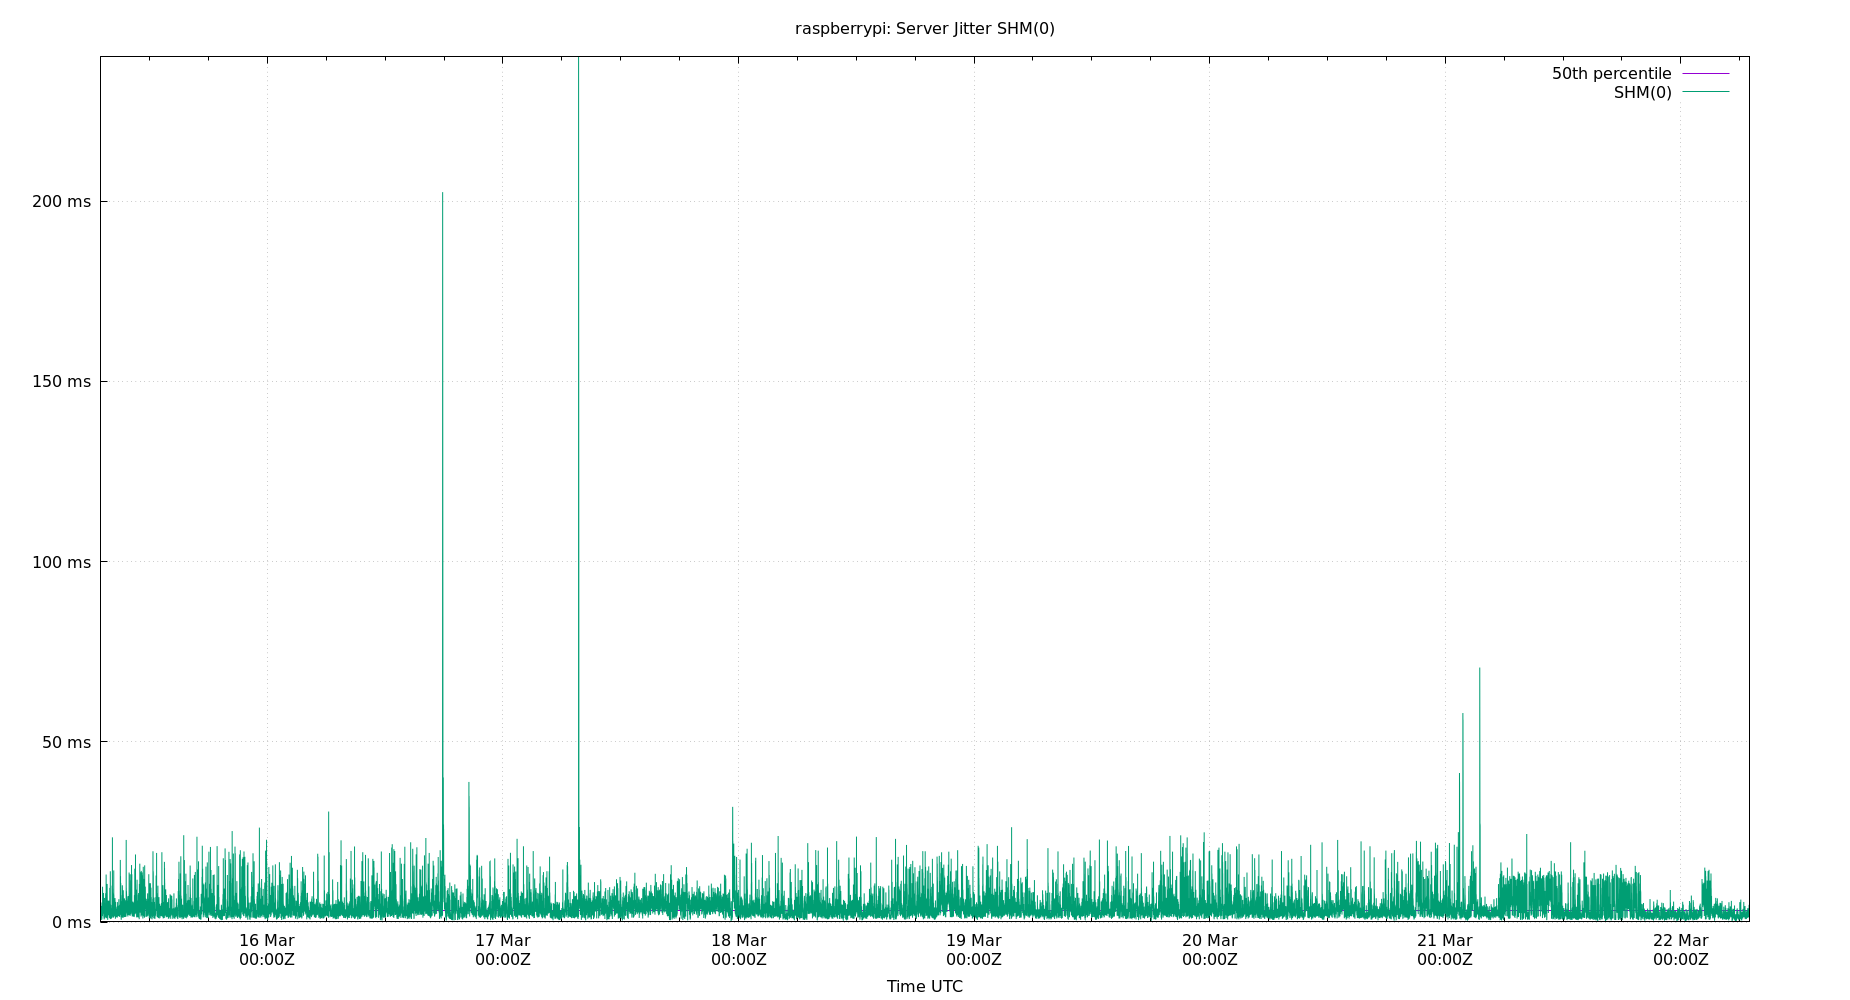 raspberrypi: Server Jitter SHM(0)
50th percentile
SHM(0)
200 ms
150 ms
100 ms
50 ms
0 ms
16 Mar 17 Mar 18 Mar 19 Mar 20 Mar 21 Mar 22 Mar
00:00Z 00:00Z 00:00Z 00:00Z 00:00Z 00:00Z 00:00Z
Time UTC